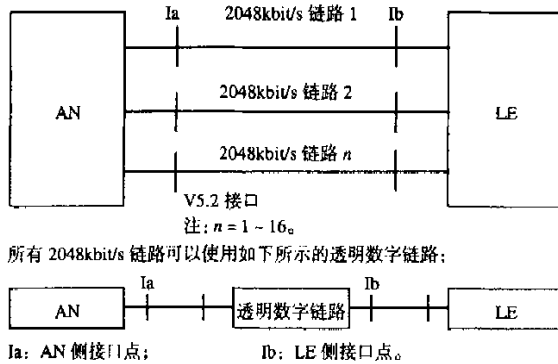 Ia 2048kbit/s 链路 1 Ib
2048kbit/s 链路 2
AN LE
2048kbit/s 链路 n
V5.2 接口
注：n = 1 ~ 16。
所有 2048kbit/s 链路可以使用如下所示的透明数字链路；
Ia Ib
AN 透明数字链路 LE
Ia：AN 侧接口点； Ib：LE 侧接口点。